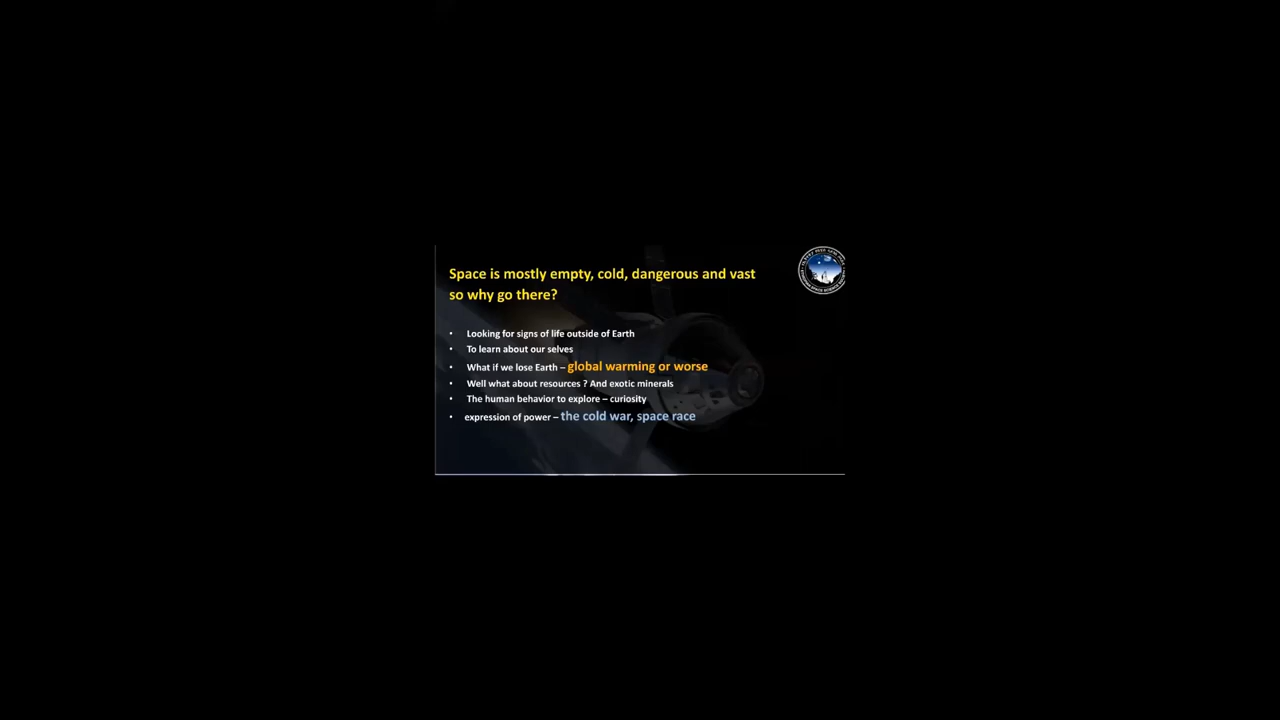 Space is mostly empty, cold, dangerous and vast
so why go there?
• Looking for signs of life outside of Earth
• To learn about our selves
• What if we lose Earth – global warming or worse
• Well what about resources ? And exotic minerals
• The human behavior to explore – curiosity
• expression of power – the cold war, space race